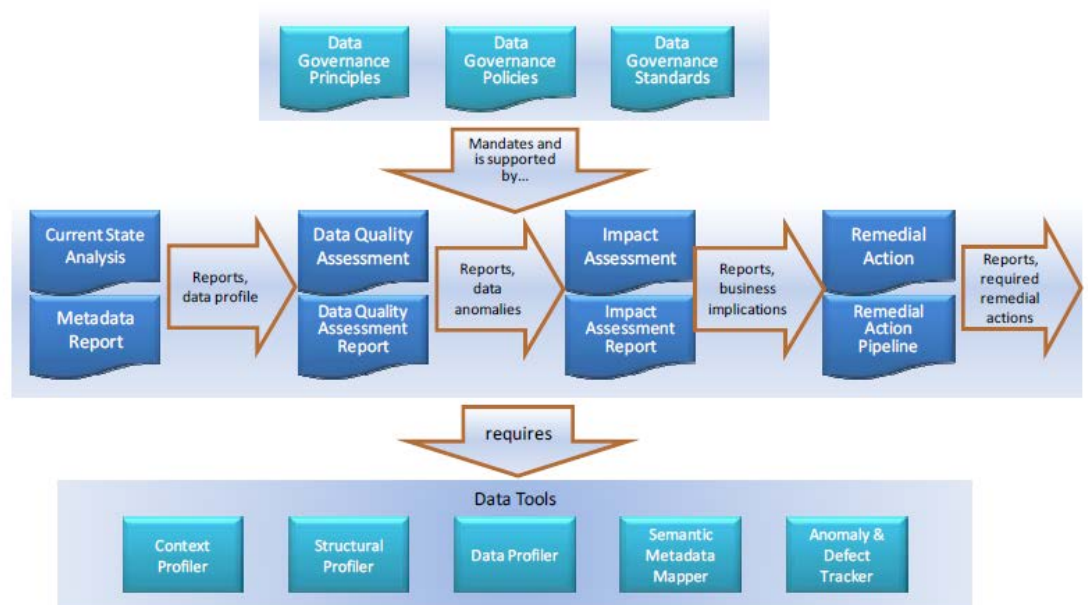 Data
Governance
Principles
Data
Governance
Policies
Data
Governance
Standards
Mandates and
is supported
by...
Current State
Analysis
Metadata
Report
Reports,
data profile
Data Quality
Assessment
Data Quality
Assessment
Report
Reports,
data
anomalies
Impact
Assessment
Impact
Assessment
Report
Reports,
business
implications
Remedial
Action
Remedial
Action
Pipeline
Reports,
required
remedial
actions
requires
Data Tools
Context
Profiler
Structural
Profiler
Data Profiler
Semantic
Metadata
Mapper
Anomaly &
Defect
Tracker